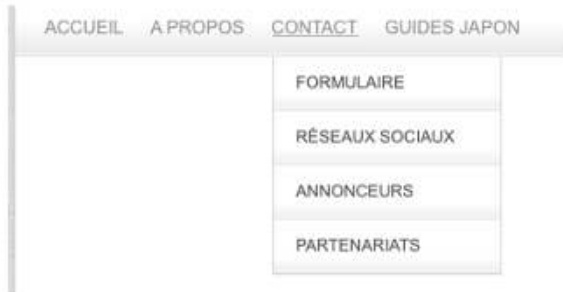 ACCUEIL A PROPOS CONTACT GUIDES JAPON
FORMULAIRE
RÉSEAUX SOCIAUX
ANNONCEURS
PARTENARIATS